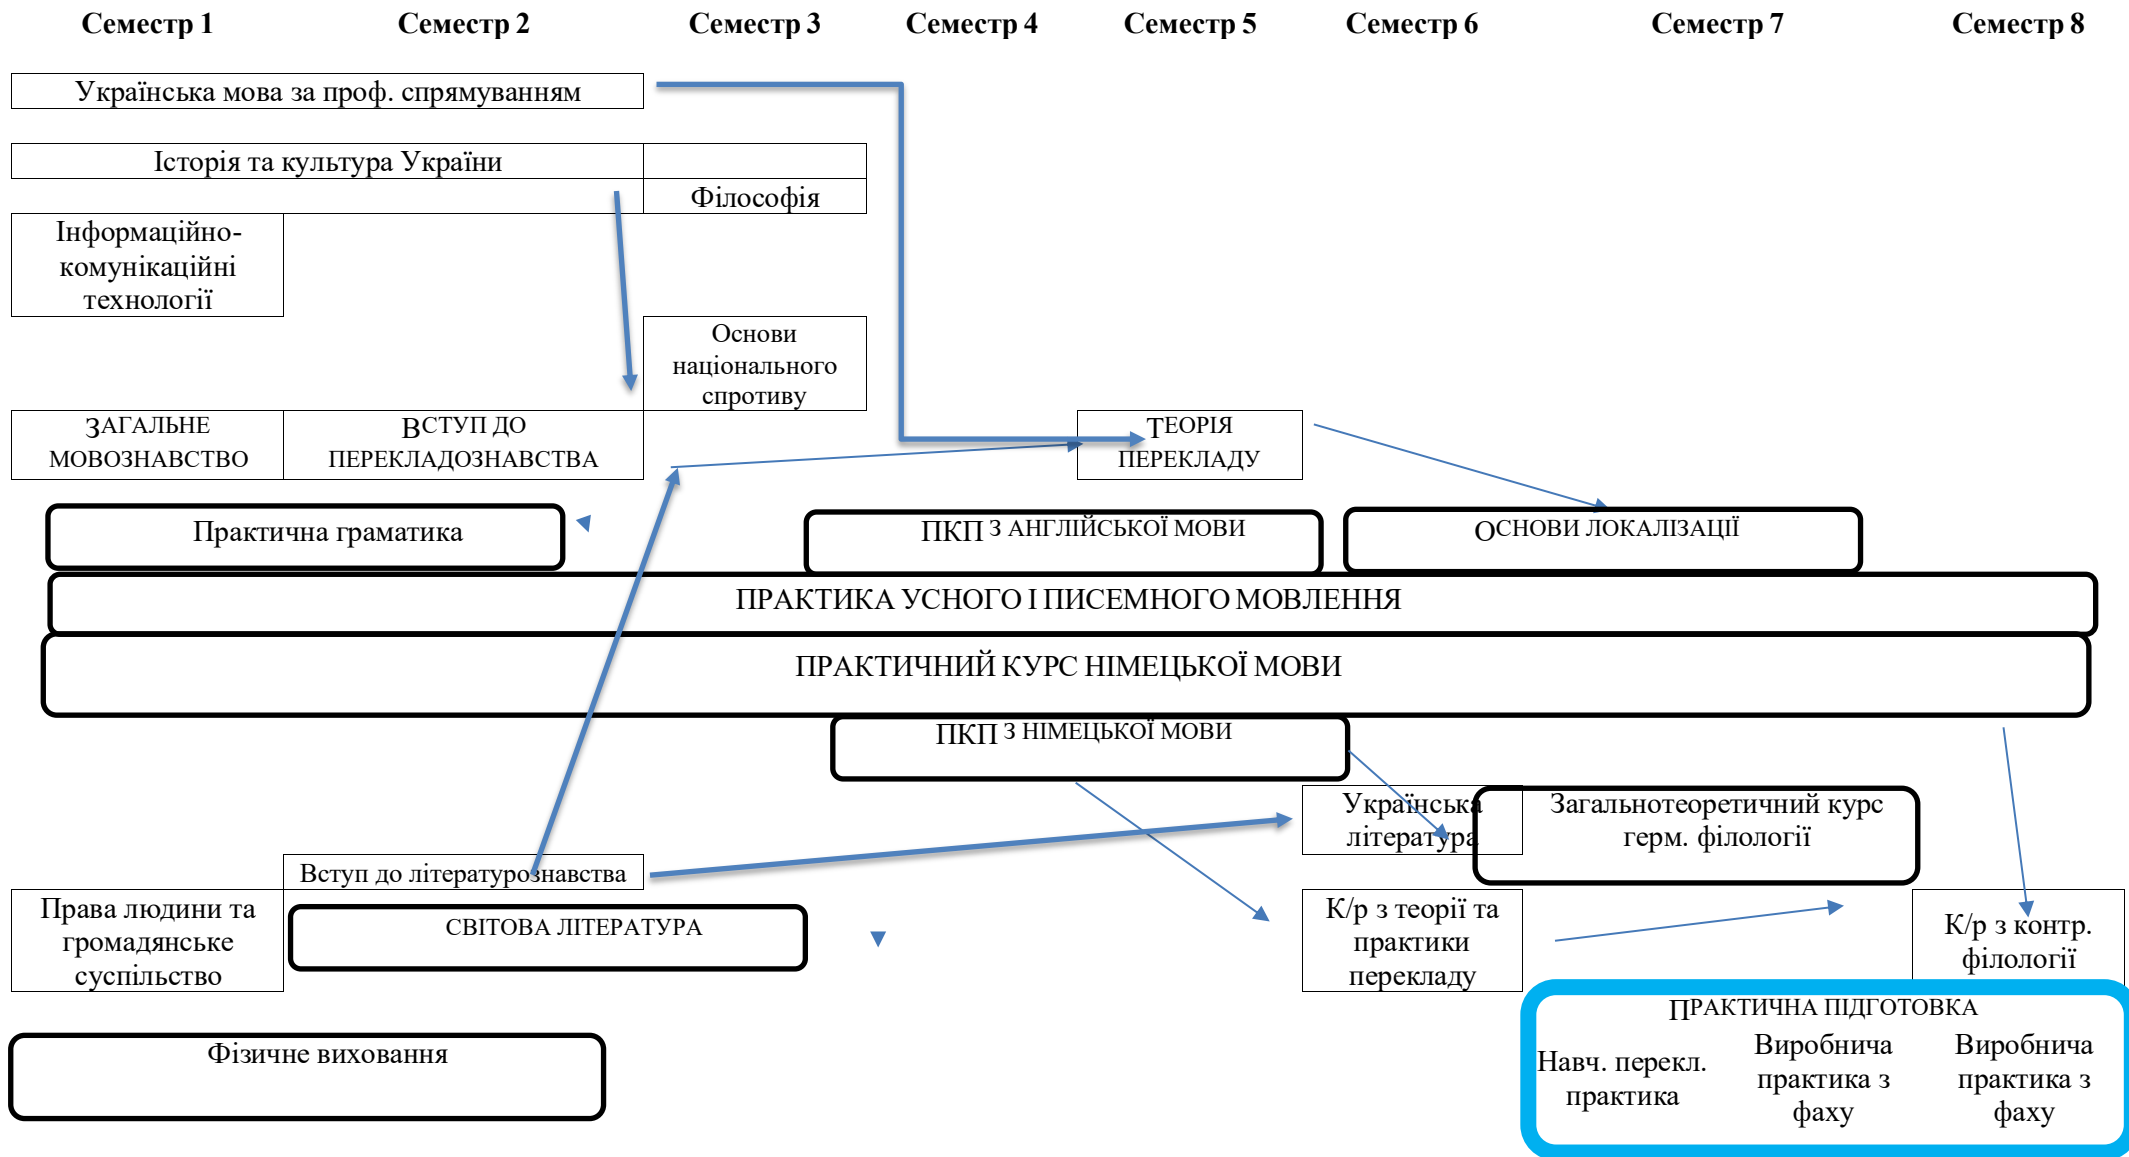 Семестр 1 Семестр 2 Семестр 3 Семестр 4 Семестр 5 Семестр 6 Семестр 7 Семестр 8
Українська мова за проф. спрямуванням
Історія та культура України
Філософія
Інформаційно-
комунікаційні
технології
Основи
національного
спротиву
ЗАГАЛЬНЕ
МОВОЗНАВСТВО
ВСТУП ДО
ПЕРЕКЛАДОЗНАВСТВА
ТЕОРІЯ
ПЕРЕКЛАДУ
Практична граматика
ПКП З АНГЛІЙСЬКОЇ МОВИ
ОСНОВИ ЛОКАЛІЗАЦІЇ
ПРАКТИКА УСНОГО І ПИСЕМНОГО МОВЛЕННЯ
ПРАКТИЧНИЙ КУРС НІМЕЦЬКОЇ МОВИ
ПКП З НІМЕЦЬКОЇ МОВИ
Українська
література
Загальнотеоретичний курс
герм. філології
Вступ до літературознавства
Права людини та
громадянське
суспільство
СВІТОВА ЛІТЕРАТУРА
К/р з теорії та
практики
перекладу
К/р з контр.
філології
ПРАКТИЧНА ПІДГОТОВКА
Навч. перекл.
практика
Виробнича
практика з
фаху
Виробнича
практика з
фаху
Фізичне виховання